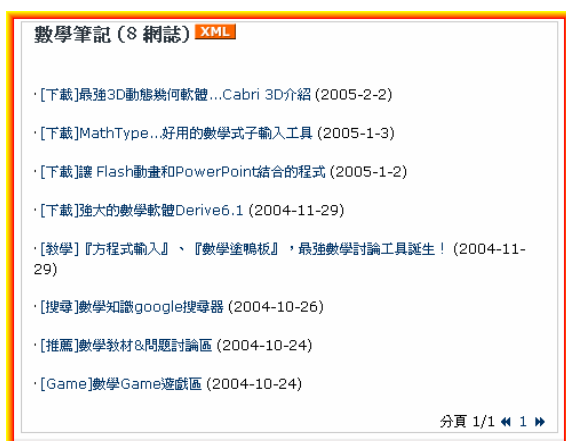 數學筆記 (8 網誌) XML
·[下載]最強3D動態幾何軟體...Cabri 3D介紹 (2005-2-2)
·[下載]MathType...好用的數學式子輸入工具 (2005-1-3)
·[下載]讓 Flash動畫和PowerPoint結合的程式 (2005-1-2)
·[下載]強大的數學軟體Derive6.1 (2004-11-29)
·[教學]『方程式輸入』、『數學塗鴨板』，最強數學討論工具誕生！ (2004-11-
29)
·[搜尋]數學知識google搜尋器 (2004-10-26)
·[推薦]數學教材&問題討論區 (2004-10-24)
·[Game]數學Game遊戲區 (2004-10-24)
分頁 1/1 « 1 »